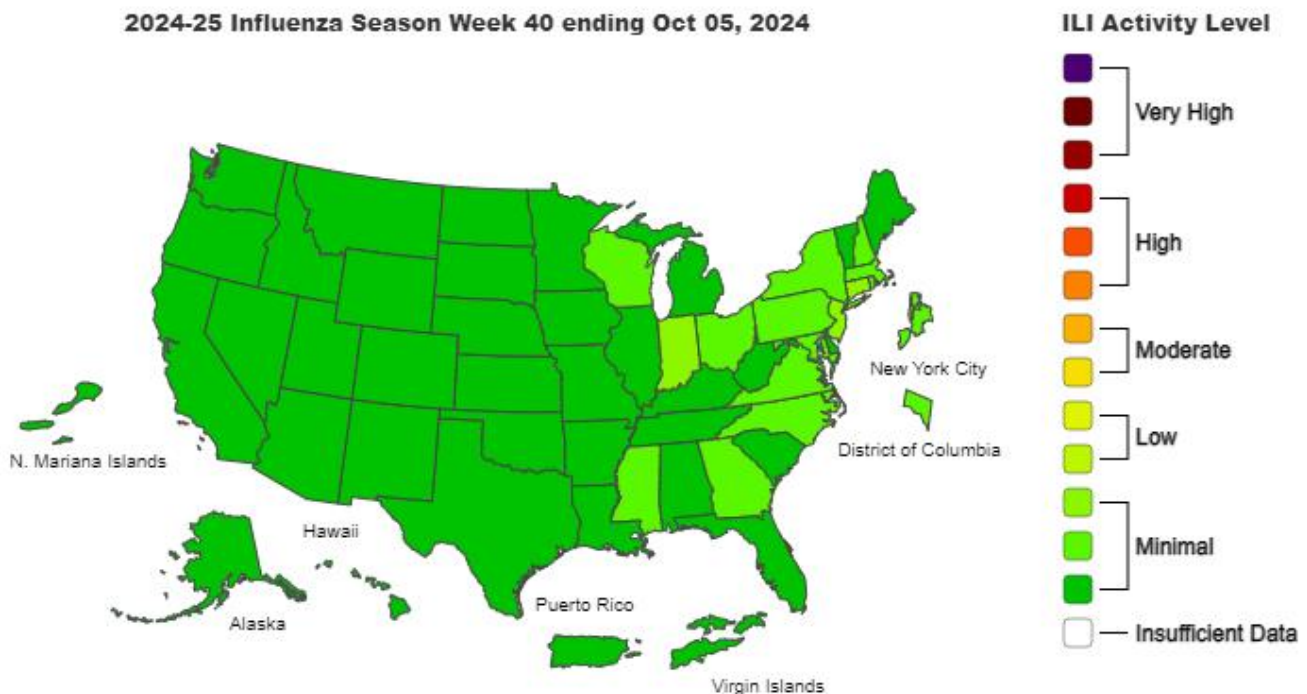 2024-25 Influenza Season Week 40 ending Oct 05, 2024
ILI Activity Level
Very High
High
Moderate
Low
Minimal
Insufficient Data
New York City
District of Columbia
N. Mariana Islands
Hawaii
Alaska
Puerto Rico
Virgin Islands